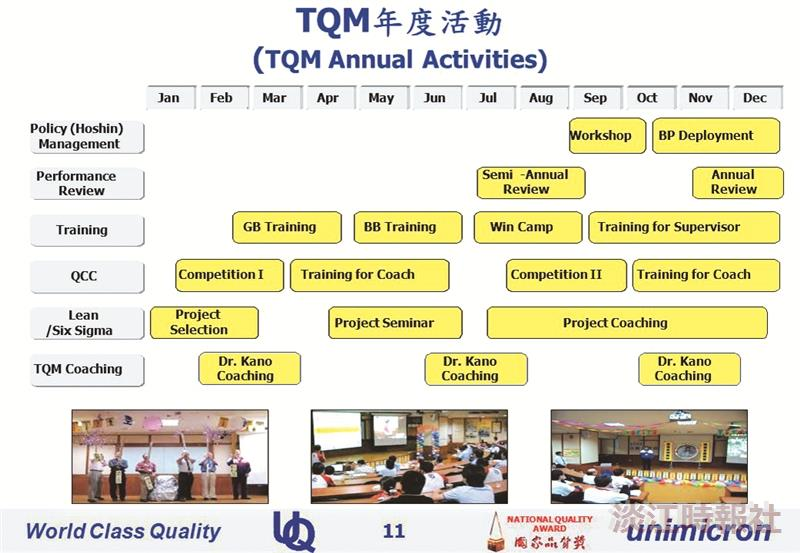 TQM年度活動
(TQM Annual Activities)
Jan Feb Mar Apr May Jun Jul Aug Sep Oct Nov Dec
Policy (Hoshin)
Management
Workshop
BP Deployment
Performance
Review
Semi -Annual
Review
Annual
Review
Training
GB Training
BB Training
Win Camp
Training for Supervisor
QCC
Competition I
Training for Coach
Competition II
Training for Coach
Lean
/Six Sigma
Project
Selection
Project Seminar
Project Coaching
TQM Coaching
Dr. Kano
Coaching
Dr. Kano
Coaching
Dr. Kano
Coaching
World Class Quality
UQ
11
NATIONAL QUALITY
AWARD
國家品質獎
unimicron
淡江時報社